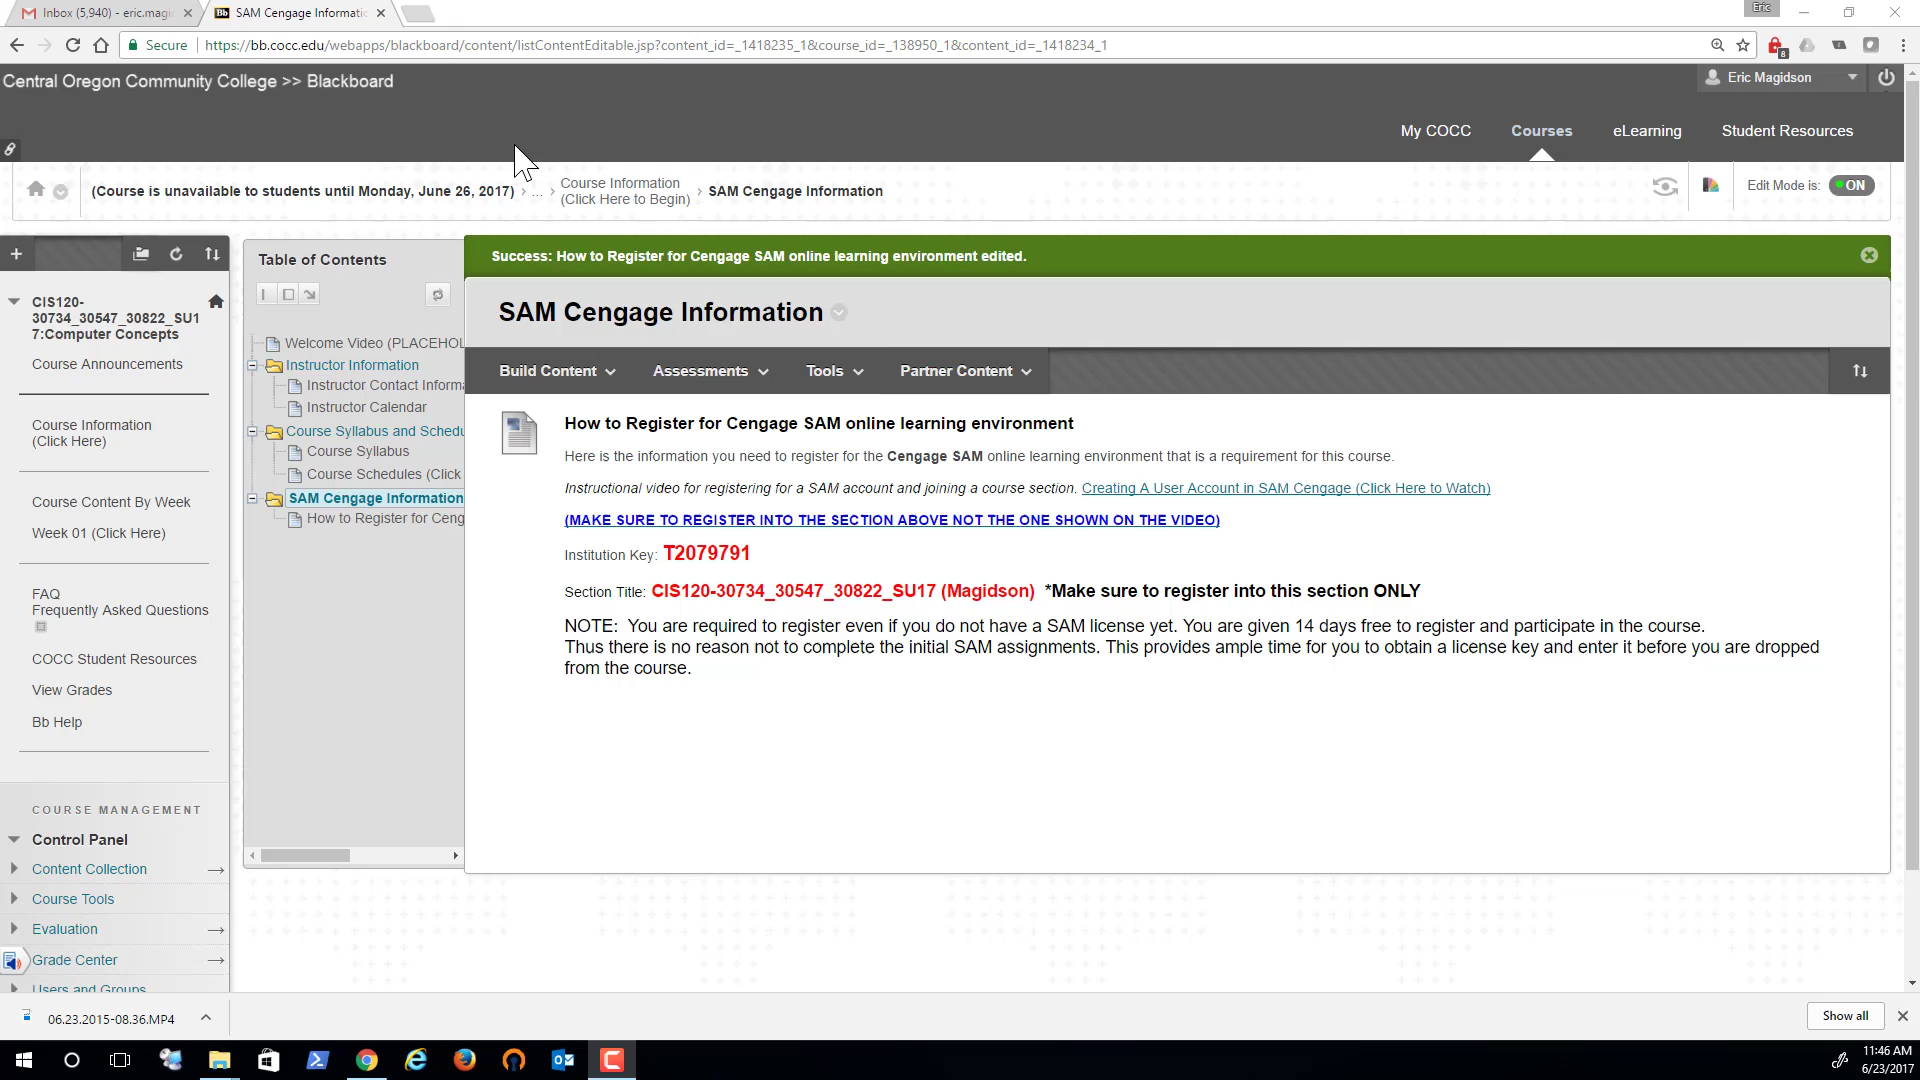 Inbox (5,940) - eric.magi
SAM Cengage Informati
Eric
Secure
https://bb.cocc.edu/webapps/blackboard/content/listContentEditable.jsp?content_id=_1418235_1&course_id=_138950_1&content_id=_1418234_1
8
Central Oregon Community College >> Blackboard
Eric Magidson
My COCC
Courses
eLearning
Student Resources
(Course is unavailable to students until Monday, June 26, 2017)
...
Course Information
(Click Here to Begin)
SAM Cengage Information
Edit Mode is:
ON
CIS120-
30734_30547_30822_SU1
7:Computer Concepts
Course Announcements
Course Information
(Click Here)
Course Content By Week
Week 01 (Click Here)
FAQ
Frequently Asked Questions
COCC Student Resources
View Grades
Bb Help
COURSE MANAGEMENT
Control Panel
Content Collection
Course Tools
Evaluation
Grade Center
Users and Groups
Table of Contents
Welcome Video (PLACEHOL
Instructor Information
Instructor Contact Informa
Instructor Calendar
Course Syllabus and Schedu
Course Syllabus
Course Schedules (Click
SAM Cengage Information
How to Register for Ceng
Success: How to Register for Cengage SAM online learning environment edited.
SAM Cengage Information
Build Content
Assessments
Tools
Partner Content
How to Register for Cengage SAM online learning environment
Here is the information you need to register for the Cengage SAM online learning environment that is a requirement for this course.
Instructional video for registering for a SAM account and joining a course section. Creating A User Account in SAM Cengage (Click Here to Watch)
(MAKE SURE TO REGISTER INTO THE SECTION ABOVE NOT THE ONE SHOWN ON THE VIDEO)
Institution Key: T2079791
Section Title: CIS120-30734_30547_30822_SU17 (Magidson) *Make sure to register into this section ONLY
NOTE: You are required to register even if you do not have a SAM license yet. You are given 14 days free to register and participate in the course.
Thus there is no reason not to complete the initial SAM assignments. This provides ample time for you to obtain a license key and enter it before you are dropped
from the course.
06.23.2015-08.36.MP4
Show all
11:46 AM
6/23/2017